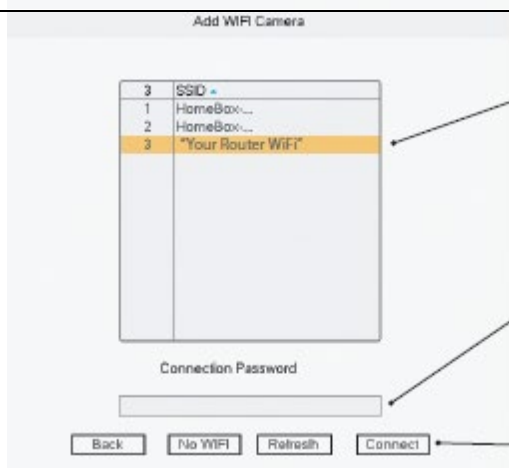 Add WIFI Camera
3 SSID
1 HomeBox-...
2 HomeBox-...
3 "Your Router WiFi"
Connection Password
Back No WIFI Refresh Connect